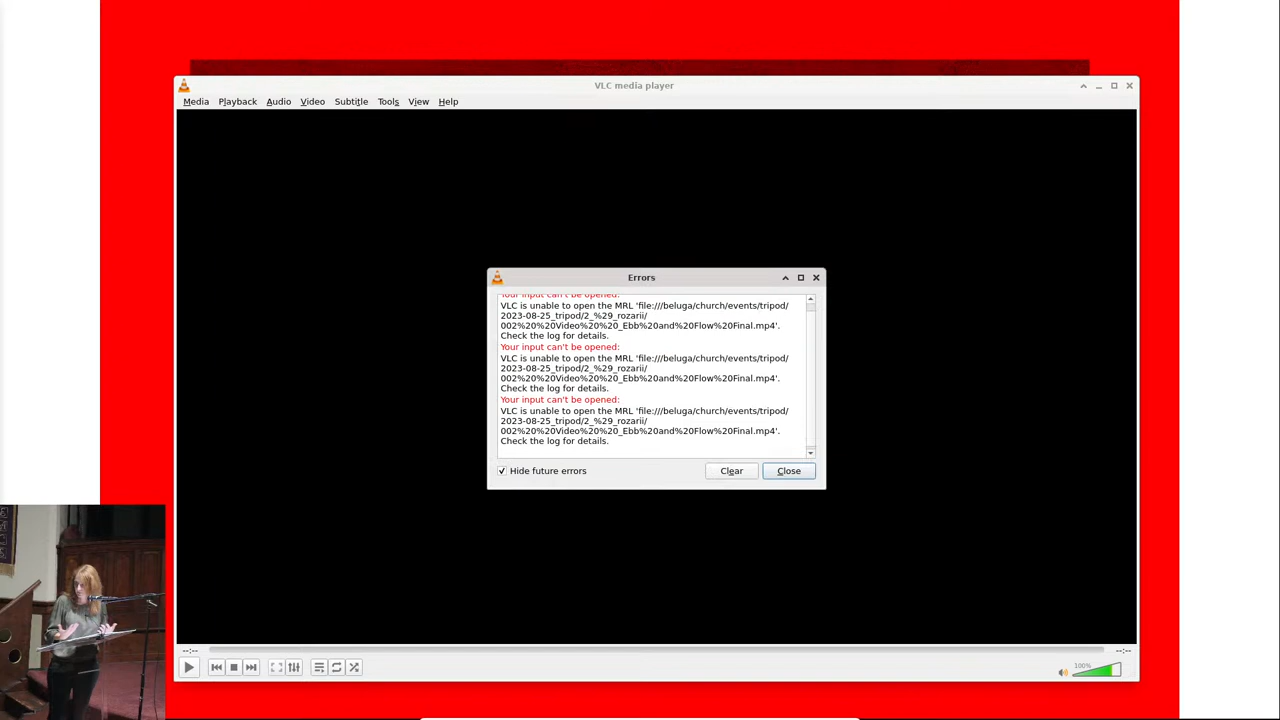 VLC media player
Media Playback Audio Video Subtitle Tools View Help
Errors
Your input can't be opened:
VLC is unable to open the MRL 'file:///beluga/church/events/tripod/
2023-08-25_tripod/2_%29_rozarii/
002%20%20Video%20%20_Ebb%20and%20Flow%20Final.mp4'.
Check the log for details.
Your input can't be opened:
VLC is unable to open the MRL 'file:///beluga/church/events/tripod/
2023-08-25_tripod/2_%29_rozarii/
002%20%20Video%20%20_Ebb%20and%20Flow%20Final.mp4'.
Check the log for details.
Your input can't be opened:
VLC is unable to open the MRL 'file:///beluga/church/events/tripod/
2023-08-25_tripod/2_%29_rozarii/
002%20%20Video%20%20_Ebb%20and%20Flow%20Final.mp4'.
Check the log for details.
Hide future errors Clear Close
--:-- --:--
100%